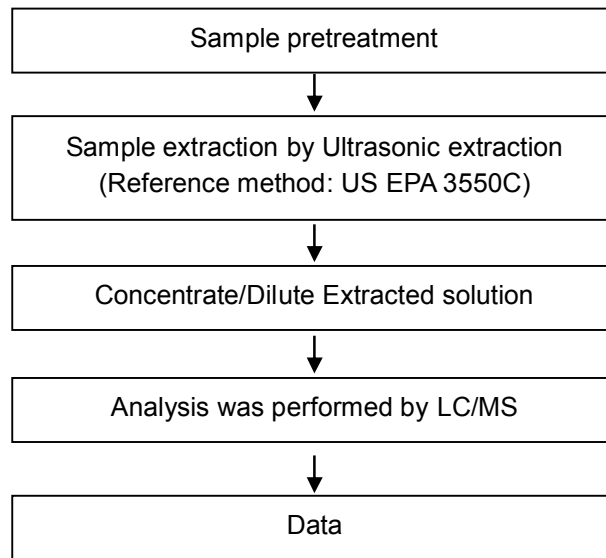 Sample pretreatment
Sample extraction by Ultrasonic extraction
(Reference method: US EPA 3550C)
Concentrate/Dilute Extracted solution
Analysis was performed by LC/MS
Data